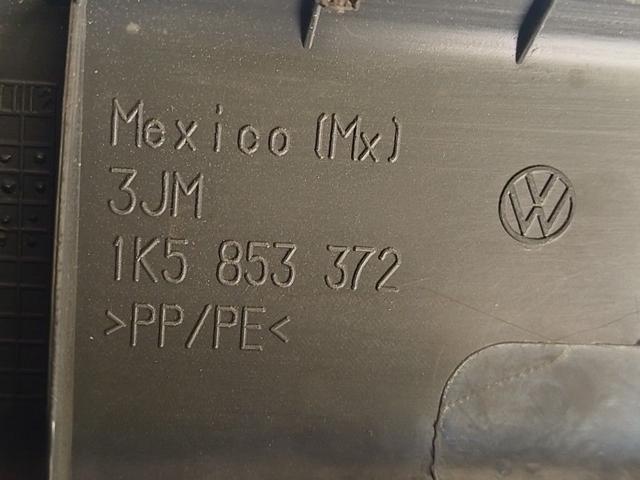 Mexico (Mx)
3JM
1K5 853 372
>PP/PE<